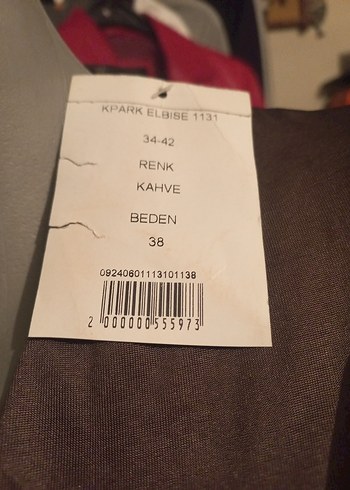 KPARK ELBISE 1131
34-42
RENK
KAHVE
BEDEN
38
09240601113101138
2 000000 555973